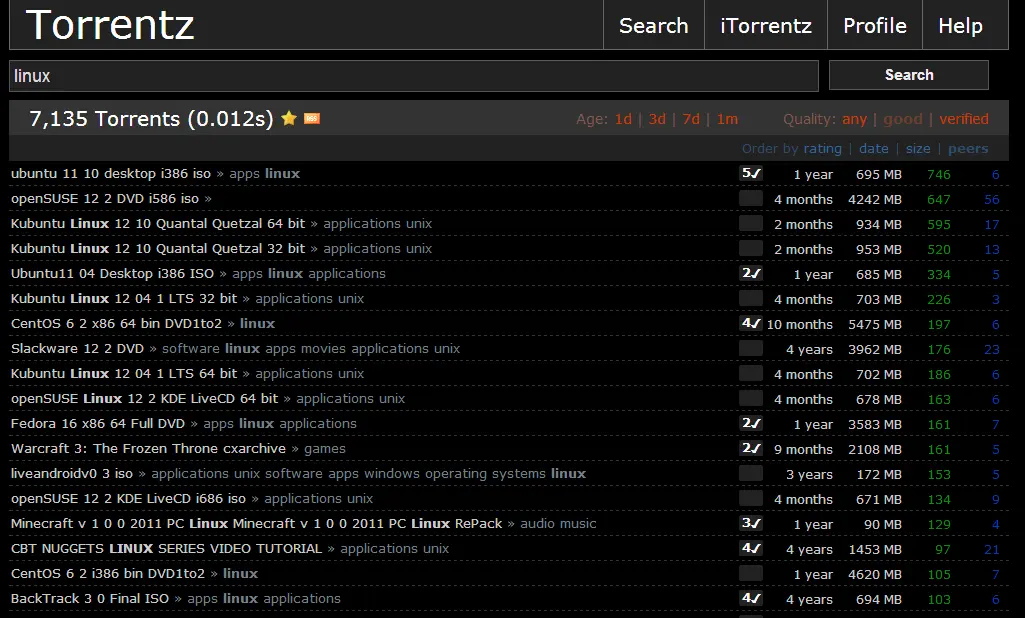 Torrentz Search iTorrentz Profile Help
linux Search
7,135 Torrents (0.012s) Age: 1d | 3d | 7d | 1m Quality: any | good | verified
Order by rating | date | size | peers
ubuntu 11 10 desktop i386 iso » apps linux 5✓ 1 year 695 MB 746 6
openSUSE 12 2 DVD i586 iso » 4 months 4242 MB 647 56
Kubuntu Linux 12 10 Quantal Quetzal 64 bit » applications unix 2 months 934 MB 595 17
Kubuntu Linux 12 10 Quantal Quetzal 32 bit » applications unix 2 months 953 MB 520 13
Ubuntu11 04 Desktop i386 ISO » apps linux applications 2✓ 1 year 685 MB 334 5
Kubuntu Linux 12 04 1 LTS 32 bit » applications unix 4 months 703 MB 226 3
CentOS 6 2 x86 64 bin DVD1to2 » linux 4✓ 10 months 5475 MB 197 6
Slackware 12 2 DVD » software linux apps movies applications unix 4 years 3962 MB 176 23
Kubuntu Linux 12 04 1 LTS 64 bit » applications unix 4 months 702 MB 186 6
openSUSE Linux 12 2 KDE LiveCD 64 bit » applications unix 4 months 678 MB 163 6
Fedora 16 x86 64 Full DVD » apps linux applications 2✓ 1 year 3583 MB 161 7
Warcraft 3: The Frozen Throne cxarchive » games 2✓ 9 months 2108 MB 161 5
liveandroidv0 3 iso » applications unix software apps windows operating systems linux 3 years 172 MB 153 5
openSUSE 12 2 KDE LiveCD i686 iso » applications unix 4 months 671 MB 134 9
Minecraft v 1 0 0 2011 PC Linux Minecraft v 1 0 0 2011 PC Linux RePack » audio music 3✓ 1 year 90 MB 129 4
CBT NUGGETS LINUX SERIES VIDEO TUTORIAL » applications unix 4✓ 4 years 1453 MB 97 21
CentOS 6 2 i386 bin DVD1to2 » linux 1 year 4620 MB 105 7
BackTrack 3 0 Final ISO » apps linux applications 4✓ 4 years 694 MB 103 6